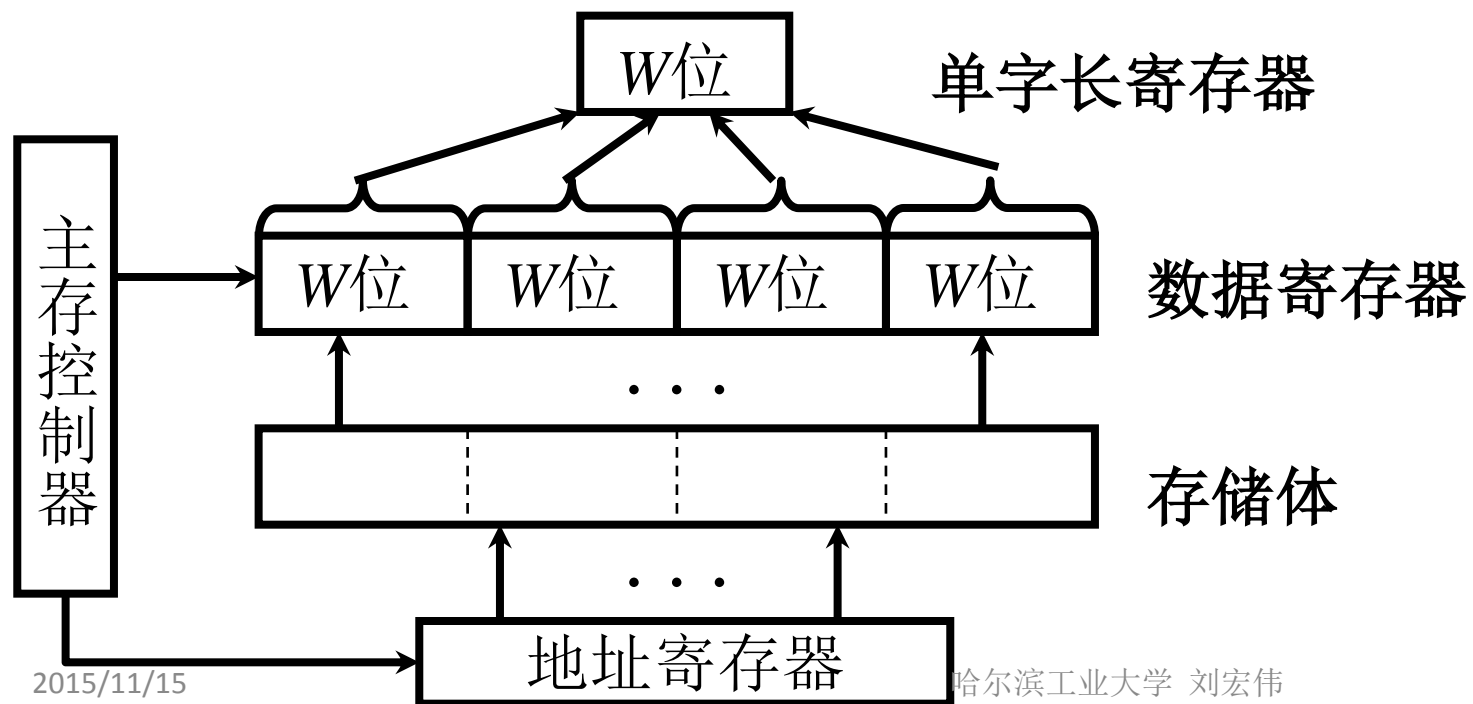 W位
单字长寄存器
主存控制器
W位 W位 W位 W位
数据寄存器
. . .
存储体
. . .
地址寄存器
2015/11/15
哈尔滨工业大学 刘宏伟